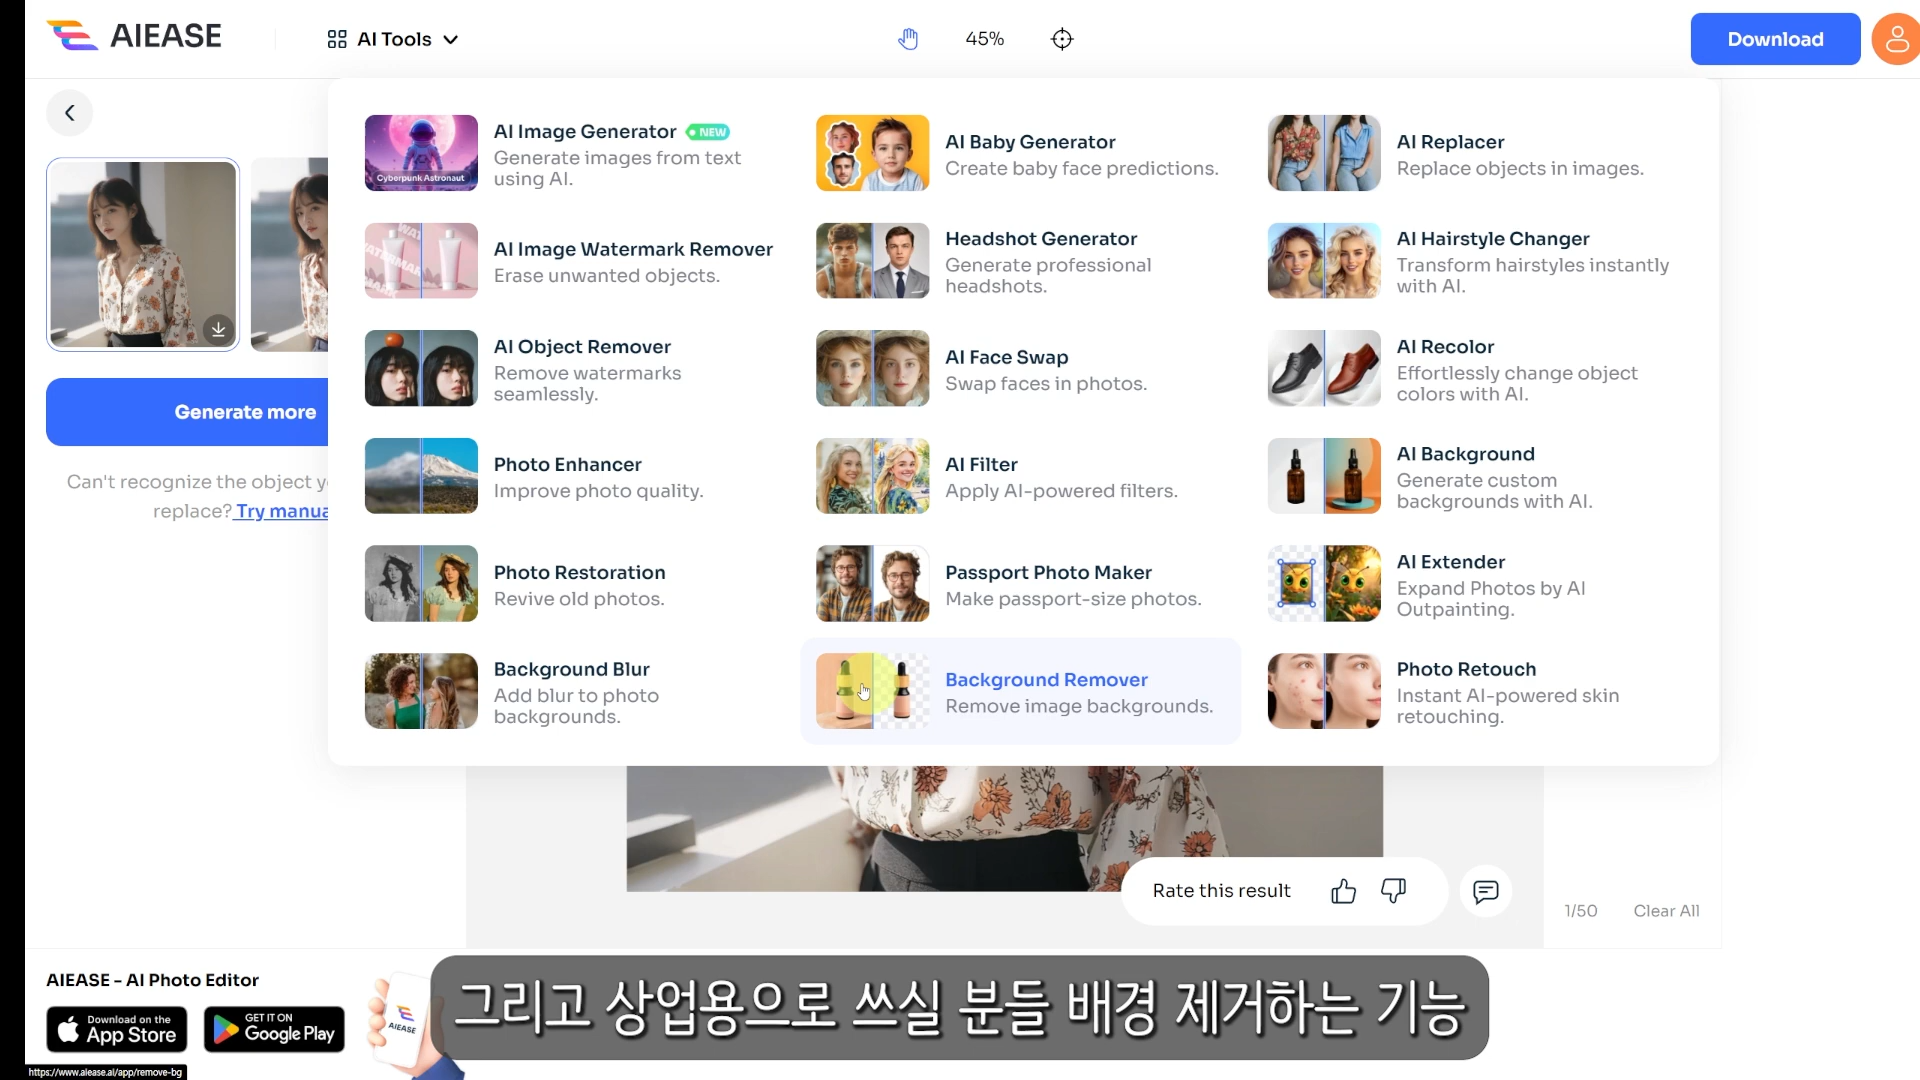 AIEASE
AI Tools
45%
Download
AI Image Generator NEW
Generate images from text
using AI.
Cyberpunk Astronaut
AI Baby Generator
Create baby face predictions.
AI Replacer
Replace objects in images.
AI Image Watermark Remover
Erase unwanted objects.
Headshot Generator
Generate professional
headshots.
AI Hairstyle Changer
Transform hairstyles instantly
with AI.
AI Object Remover
Remove watermarks
seamlessly.
AI Face Swap
Swap faces in photos.
AI Recolor
Effortlessly change object
colors with AI.
Generate more
Photo Enhancer
Improve photo quality.
AI Filter
Apply AI-powered filters.
AI Background
Generate custom
backgrounds with AI.
Can't recognize the object
replace? Try manua
Photo Restoration
Revive old photos.
Passport Photo Maker
Make passport-size photos.
AI Extender
Expand Photos by AI
Outpainting.
Background Blur
Add blur to photo
backgrounds.
Background Remover
Remove image backgrounds.
Photo Retouch
Instant AI-powered skin
retouching.
Rate this result
1/50 Clear All
AIEASE - AI Photo Editor
Download on the
App Store
GET IT ON
Google Play
AIEASE
그리고 상업용으로 쓰실 분들 배경 제거하는 기능
https://www.aiease.ai/app/remove-bg